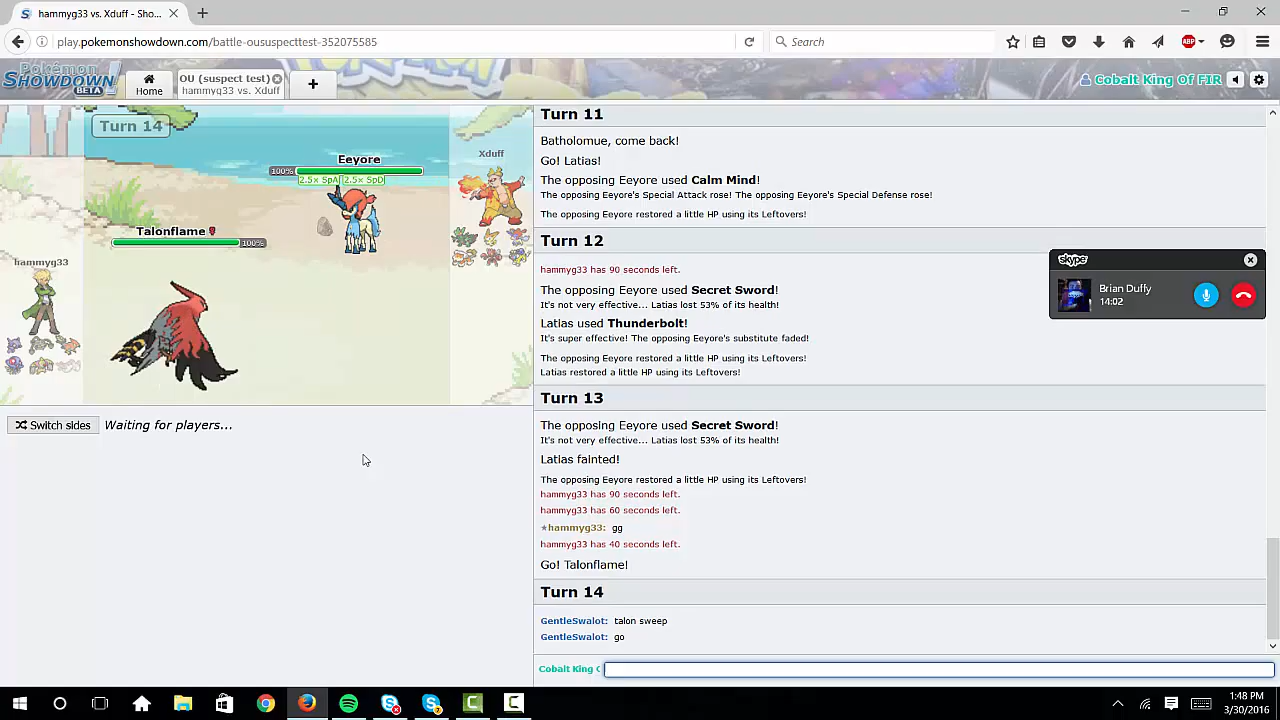 hammyg33 vs. Xduff - Sho...
play.pokemonshowdown.com/battle-oususpecttest-352075585
Search
ABP
Pokémon
SHOWDOWN!
BETA
Home
OU (suspect test)
hammyg33 vs. Xduff
Cobalt King Of FIR
Turn 14
Eeyore
100%
2.5× SpA 2.5× SpD
Xduff
Talonflame
100%
hammyg33
Switch sides
Waiting for players...
Turn 11
Batholomue, come back!
Go! Latias!
The opposing Eeyore used Calm Mind!
The opposing Eeyore's Special Attack rose! The opposing Eeyore's Special Defense rose!
The opposing Eeyore restored a little HP using its Leftovers!
Turn 12
hammyg33 has 90 seconds left.
The opposing Eeyore used Secret Sword!
It's not very effective... Latias lost 53% of its health!
Latias used Thunderbolt!
It's super effective! The opposing Eeyore's substitute faded!
The opposing Eeyore restored a little HP using its Leftovers!
Latias restored a little HP using its Leftovers!
Turn 13
The opposing Eeyore used Secret Sword!
It's not very effective... Latias lost 53% of its health!
Latias fainted!
The opposing Eeyore restored a little HP using its Leftovers!
hammyg33 has 90 seconds left.
hammyg33 has 60 seconds left.
★hammyg33: gg
hammyg33 has 40 seconds left.
Go! Talonflame!
Turn 14
GentleSwalot: talon sweep
GentleSwalot: go
Cobalt King C
skype
Brian Duffy
14:02
1:48 PM
3/30/2016